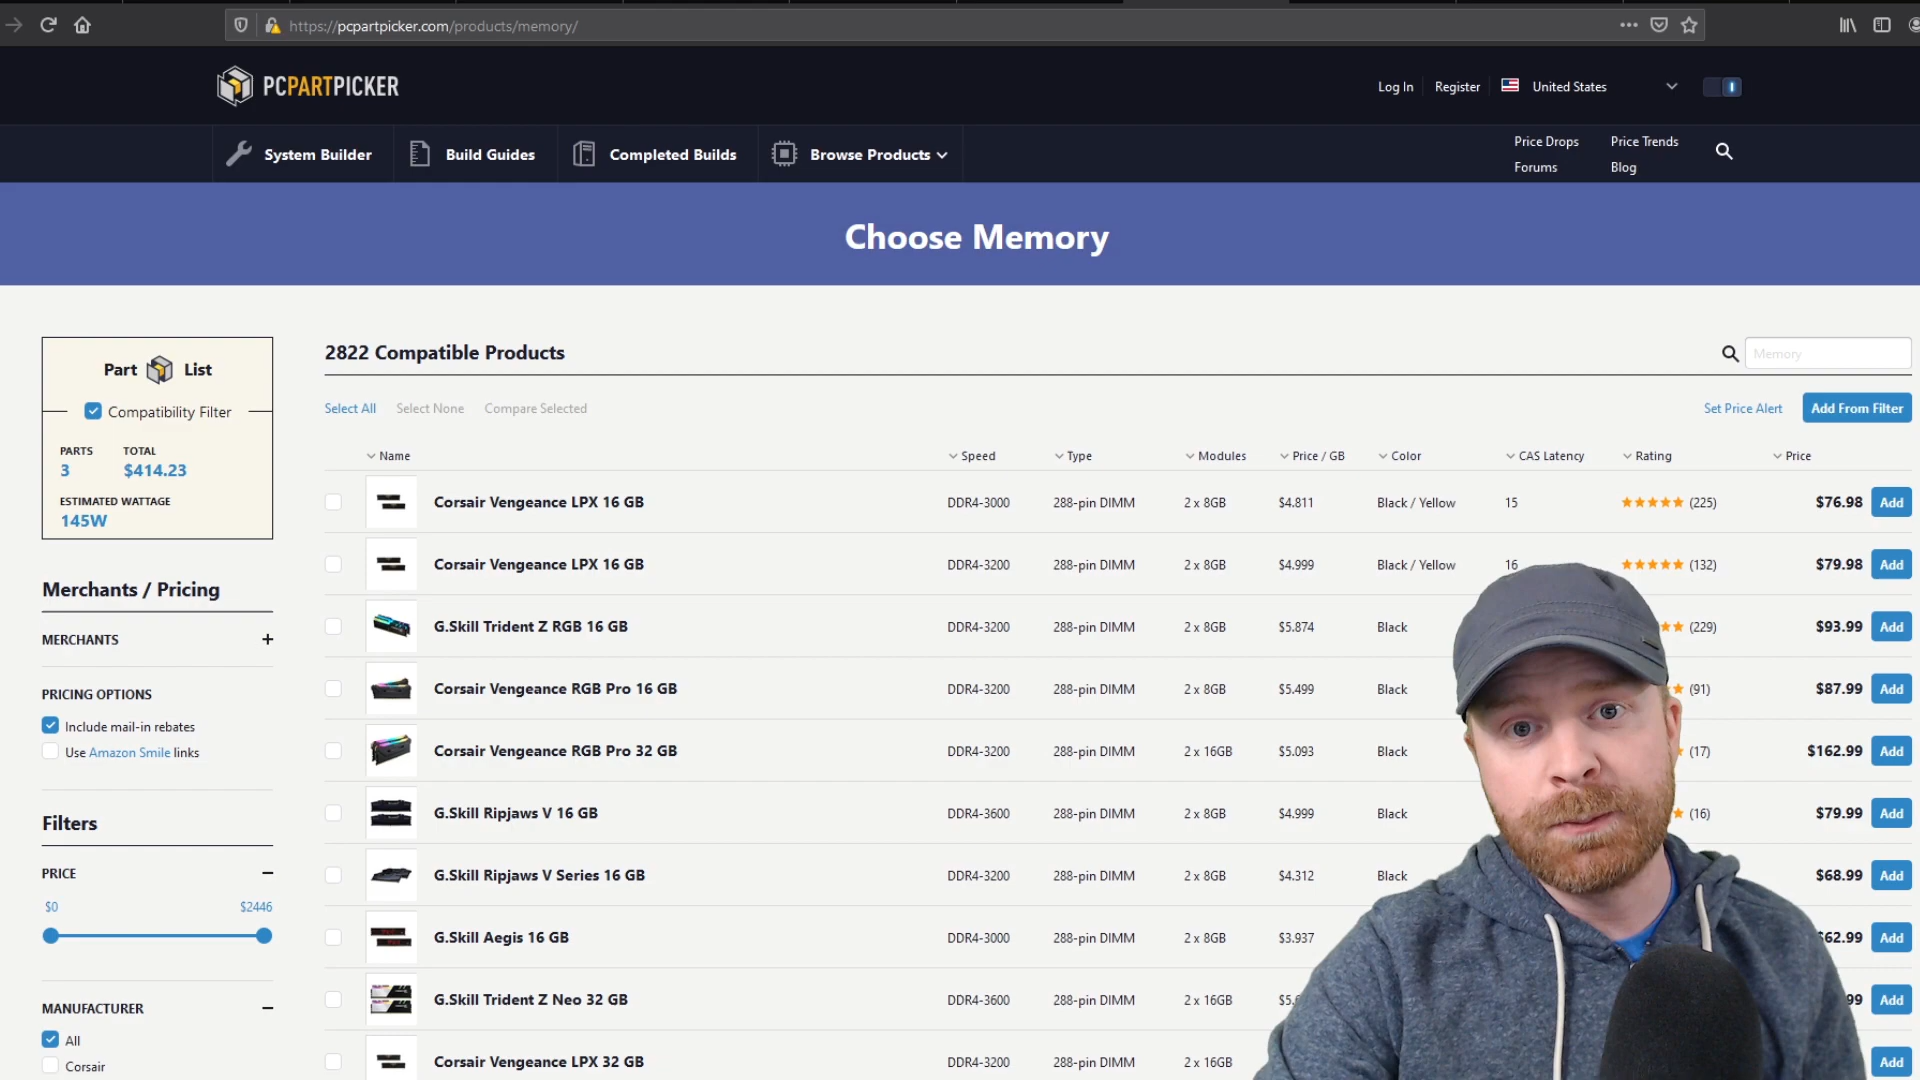 https://pcpartpicker.com/products/memory/
PCPARTPICKER
Log In Register United States
System Builder Build Guides Completed Builds Browse Products
Price Drops Price Trends
Forums Blog
Choose Memory
Part List
Compatibility Filter
PARTS TOTAL
3 $414.23
ESTIMATED WATTAGE
145W
Merchants / Pricing
MERCHANTS +
PRICING OPTIONS
Include mail-in rebates
Use Amazon Smile links
Filters
PRICE
$0 $2446
MANUFACTURER
All
Corsair
2822 Compatible Products
Memory
Select All Select None Compare Selected Set Price Alert Add From Filter
Name Speed Type Modules Price / GB Color CAS Latency Rating Price
Corsair Vengeance LPX 16 GB DDR4-3000 288-pin DIMM 2 x 8GB $4.811 Black / Yellow 15 (225) $76.98 Add
Corsair Vengeance LPX 16 GB DDR4-3200 288-pin DIMM 2 x 8GB $4.999 Black / Yellow 16 (132) $79.98 Add
G.Skill Trident Z RGB 16 GB DDR4-3200 288-pin DIMM 2 x 8GB $5.874 Black (229) $93.99 Add
Corsair Vengeance RGB Pro 16 GB DDR4-3200 288-pin DIMM 2 x 8GB $5.499 Black (91) $87.99 Add
Corsair Vengeance RGB Pro 32 GB DDR4-3200 288-pin DIMM 2 x 16GB $5.093 Black (17) $162.99 Add
G.Skill Ripjaws V 16 GB DDR4-3600 288-pin DIMM 2 x 8GB $4.999 Black (16) $79.99 Add
G.Skill Ripjaws V Series 16 GB DDR4-3200 288-pin DIMM 2 x 8GB $4.312 Black $68.99 Add
G.Skill Aegis 16 GB DDR4-3000 288-pin DIMM 2 x 8GB $3.937 $62.99 Add
G.Skill Trident Z Neo 32 GB DDR4-3600 288-pin DIMM 2 x 16GB Add
Corsair Vengeance LPX 32 GB DDR4-3200 288-pin DIMM 2 x 16GB Add